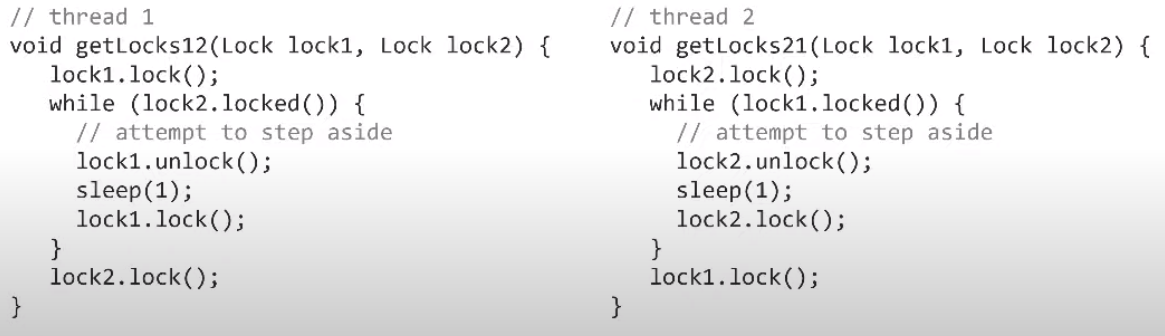 // thread 1
void getLocks12(Lock lock1, Lock lock2) {
   lock1.lock();
   while (lock2.locked()) {
     // attempt to step aside
     lock1.unlock();
     sleep(1);
     lock1.lock();
   }
   lock2.lock();
}
// thread 2
void getLocks21(Lock lock1, Lock lock2) {
   lock2.lock();
   while (lock1.locked()) {
     // attempt to step aside
     lock2.unlock();
     sleep(1);
     lock2.lock();
   }
   lock1.lock();
}